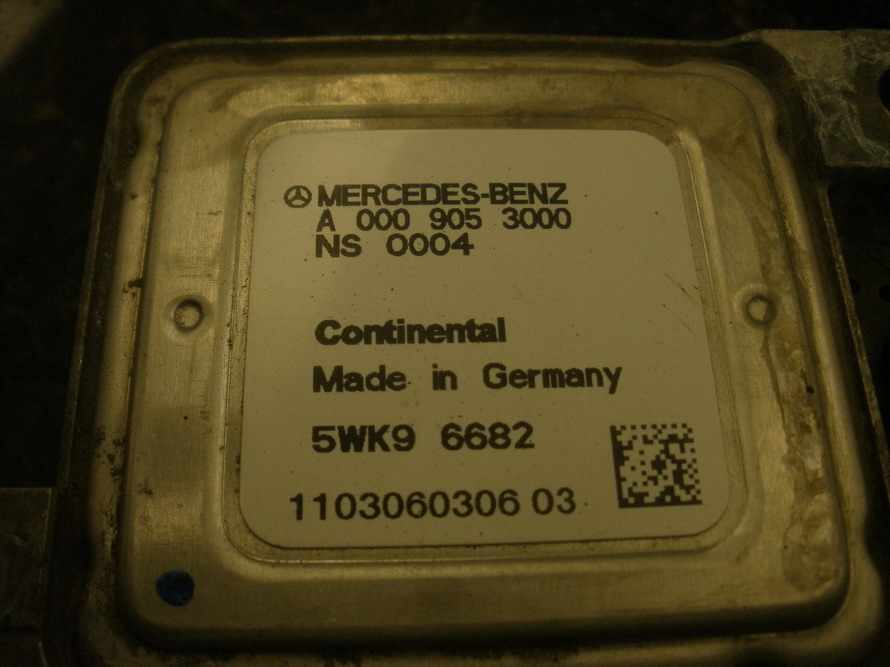 MERCEDES-BENZ
A 000 905 3000
NS 0004
Continental
Made in Germany
5WK9 6682
1103060306 03